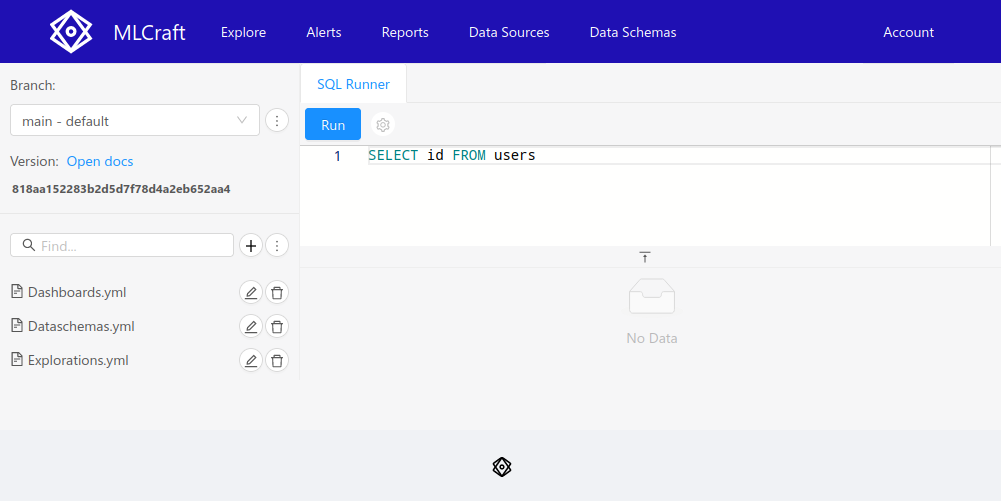 MLCraft
Explore
Alerts
Reports
Data Sources
Data Schemas
Account
Branch:
main - default
Version: Open docs
818aa152283b2d5d7f78d4a2eb652aa4
Find...
Dashboards.yml
Dataschemas.yml
Explorations.yml
SQL Runner
Run
1 SELECT id FROM users
No Data